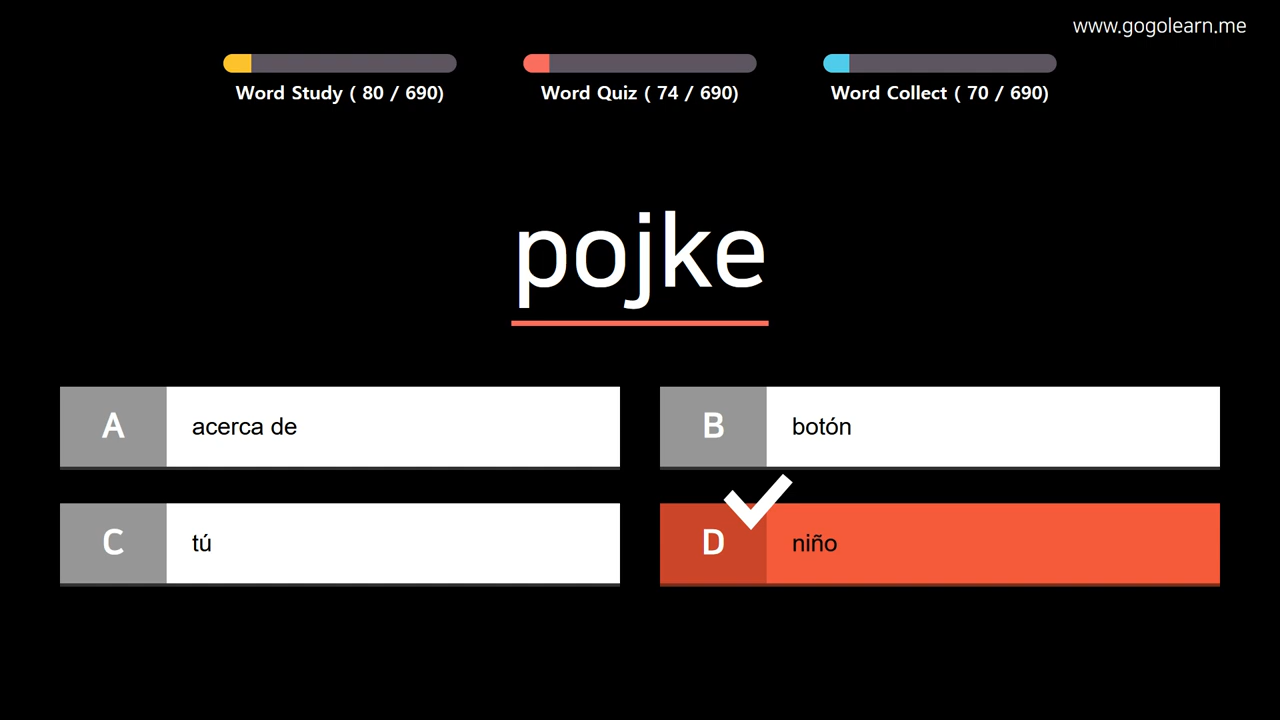 www.gogolearn.me
Word Study ( 80 / 690)
Word Quiz ( 74 / 690)
Word Collect ( 70 / 690)
pojke
A acerca de
B botón
C tú
D niño